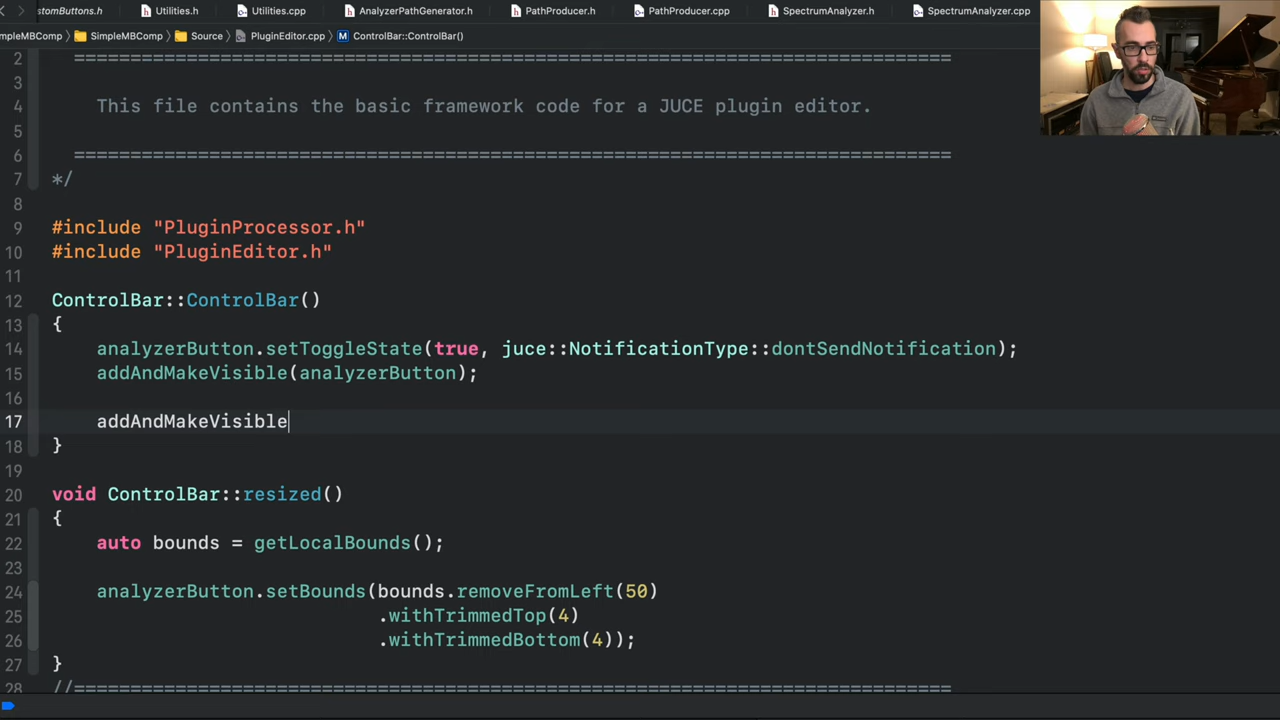 stomButtons.h Utilities.h Utilities.cpp AnalyzerPathGenerator.h PathProducer.h PathProducer.cpp SpectrumAnalyzer.h SpectrumAnalyzer.cpp
mpleMBComp SimpleMBComp Source PluginEditor.cpp M ControlBar::ControlBar()
2 ==============================================================================
3
4 This file contains the basic framework code for a JUCE plugin editor.
5
6 ==============================================================================
7 */
8
9 #include "PluginProcessor.h"
10 #include "PluginEditor.h"
11
12 ControlBar::ControlBar()
13 {
14 analyzerButton.setToggleState(true, juce::NotificationType::dontSendNotification);
15 addAndMakeVisible(analyzerButton);
16
17 addAndMakeVisible
18 }
19
20 void ControlBar::resized()
21 {
22 auto bounds = getLocalBounds();
23
24 analyzerButton.setBounds(bounds.removeFromLeft(50)
25 .withTrimmedTop(4)
26 .withTrimmedBottom(4));
27 }
28 //==============================================================================